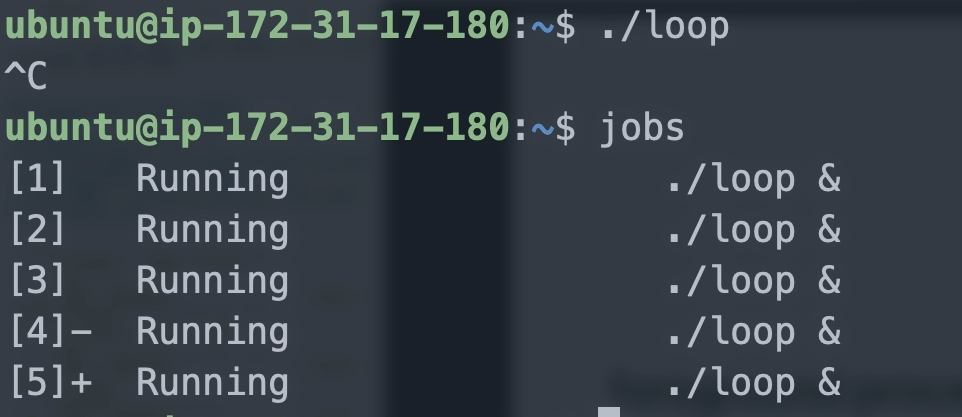 ubuntu@ip-172-31-17-180:~$ ./loop
^C
ubuntu@ip-172-31-17-180:~$ jobs
[1]   Running                 ./loop &
[2]   Running                 ./loop &
[3]   Running                 ./loop &
[4]-  Running                 ./loop &
[5]+  Running                 ./loop &